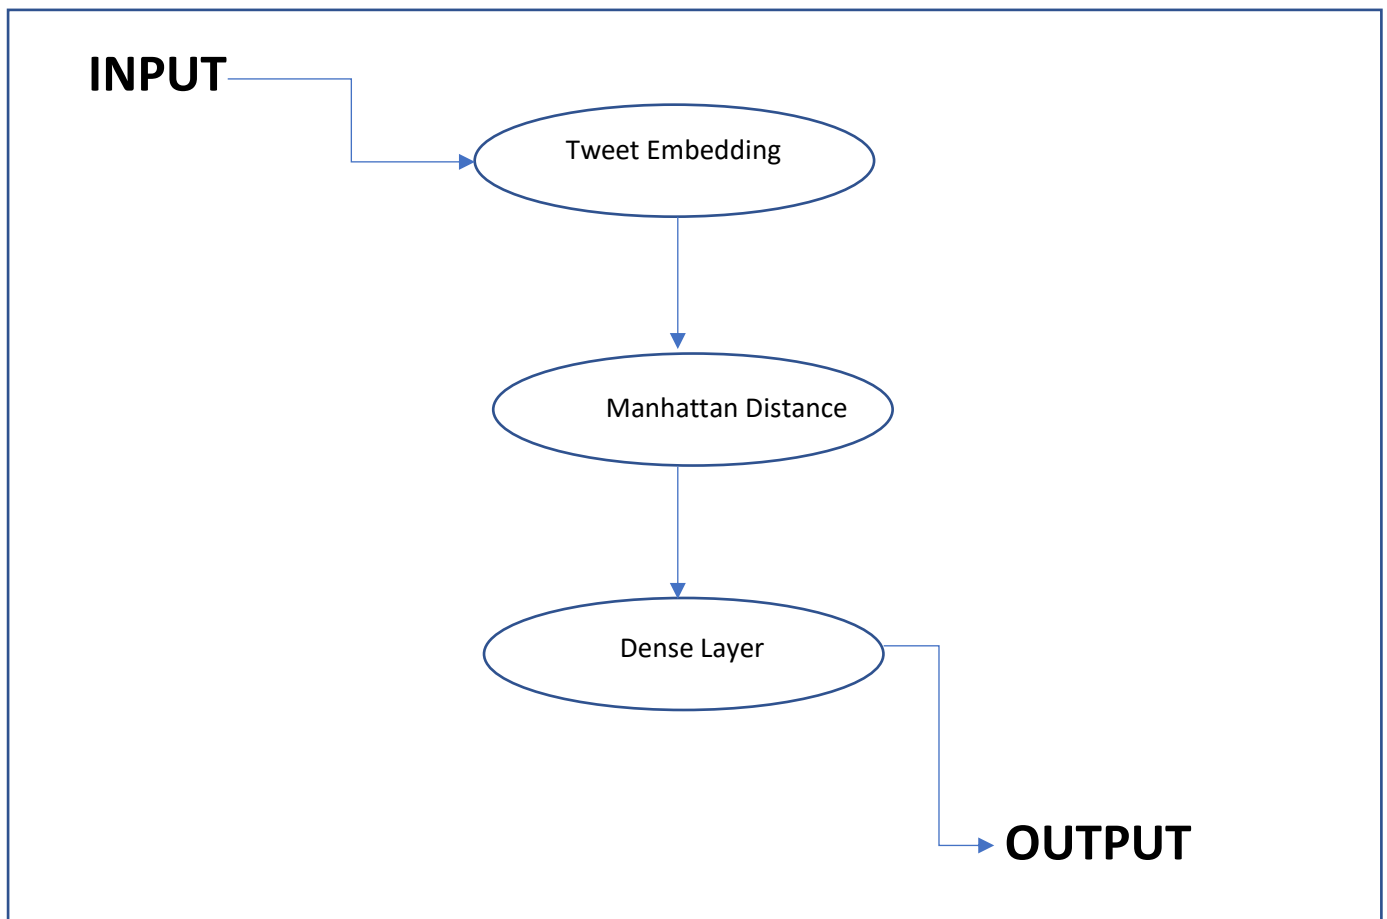 INPUT
Tweet Embedding
Manhattan Distance
Dense Layer
OUTPUT